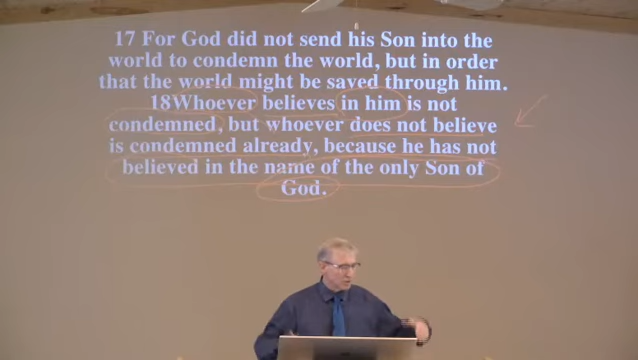 17 For God did not send his Son into the
world to condemn the world, but in order
that the world might be saved through him.
18Whoever believes in him is not
condemned, but whoever does not believe
is condemned already, because he has not
believed in the name of the only Son of
God.